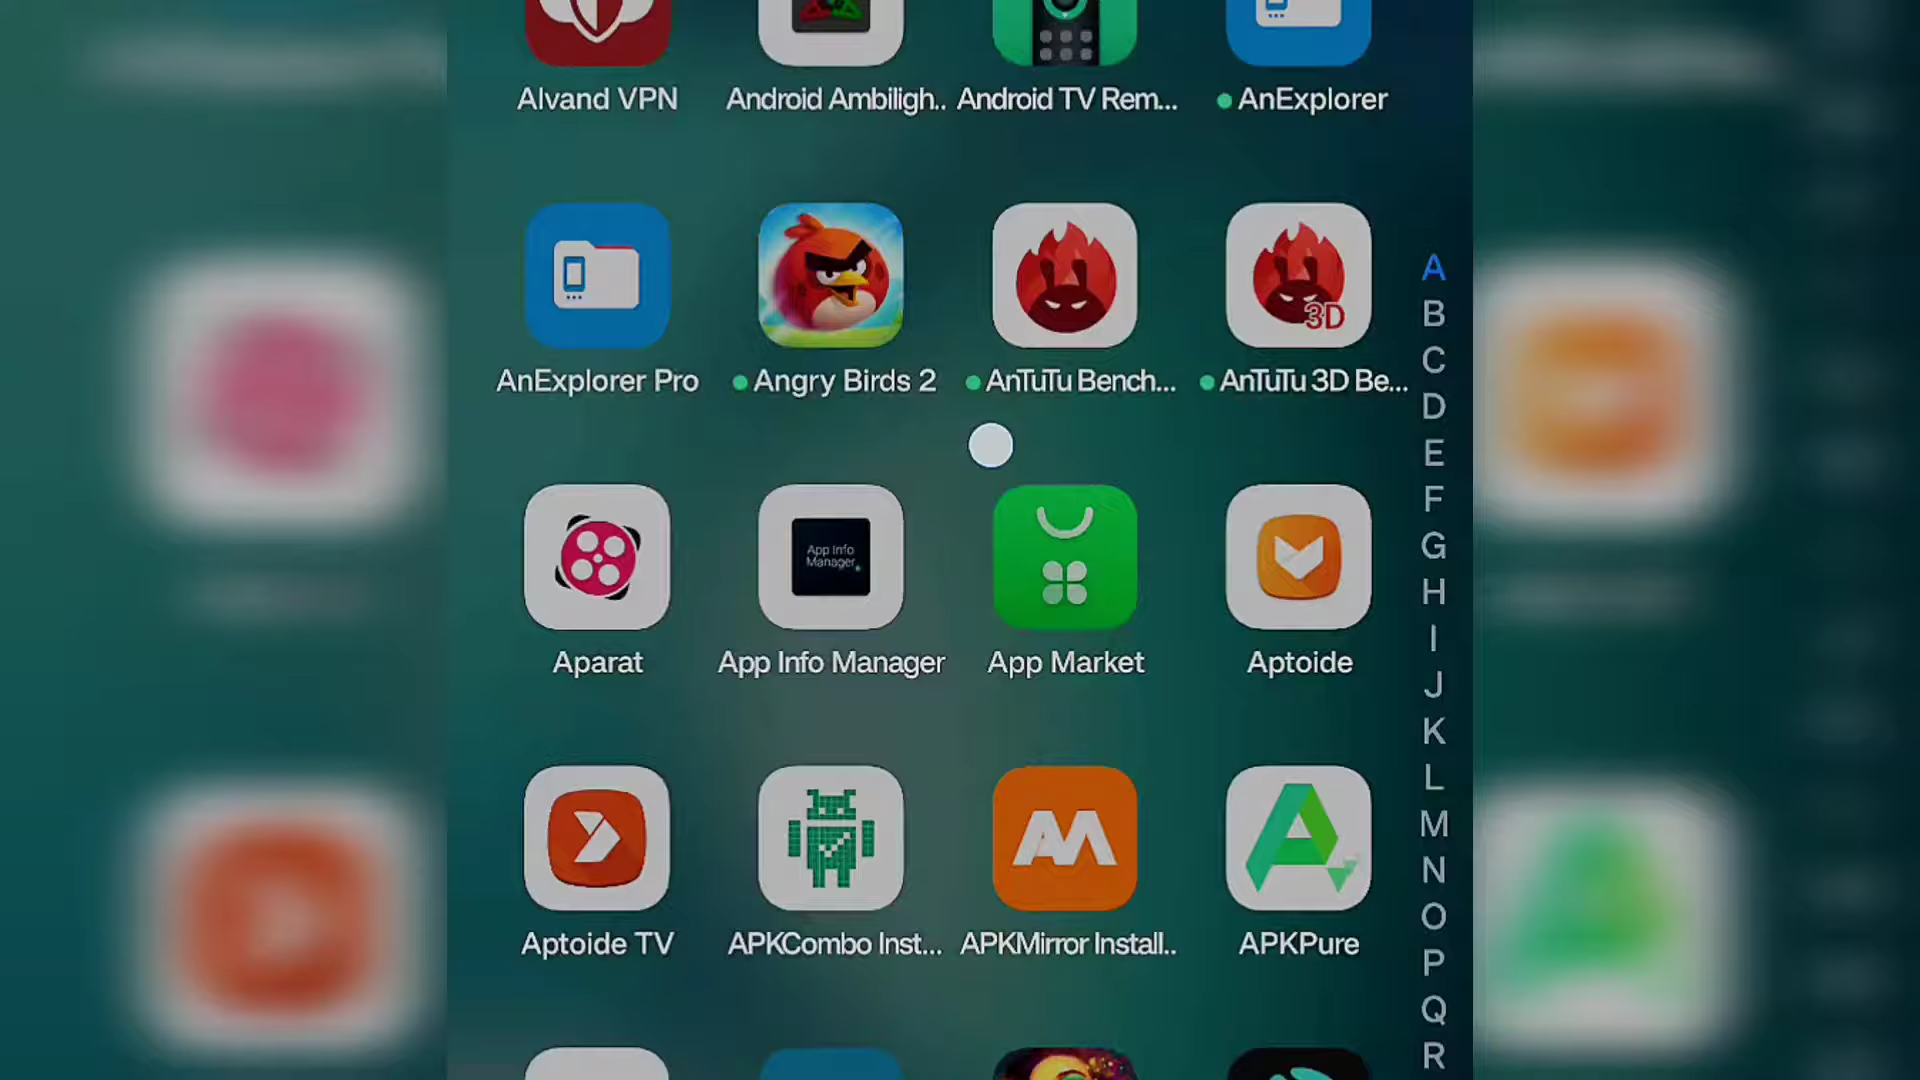 Alvand VPN
Android Ambiligh..
Android TV Rem...
AnExplorer
AnExplorer Pro
Angry Birds 2
AnTuTu Bench...
3D
AnTuTu 3D Be...
App Info
Manager
Aparat
App Info Manager
App Market
Aptoide
Aptoide TV
APKCombo Inst...
APKMirror Install..
APKPure
A
B
C
D
E
F
G
H
I
J
K
L
M
N
O
P
Q
R